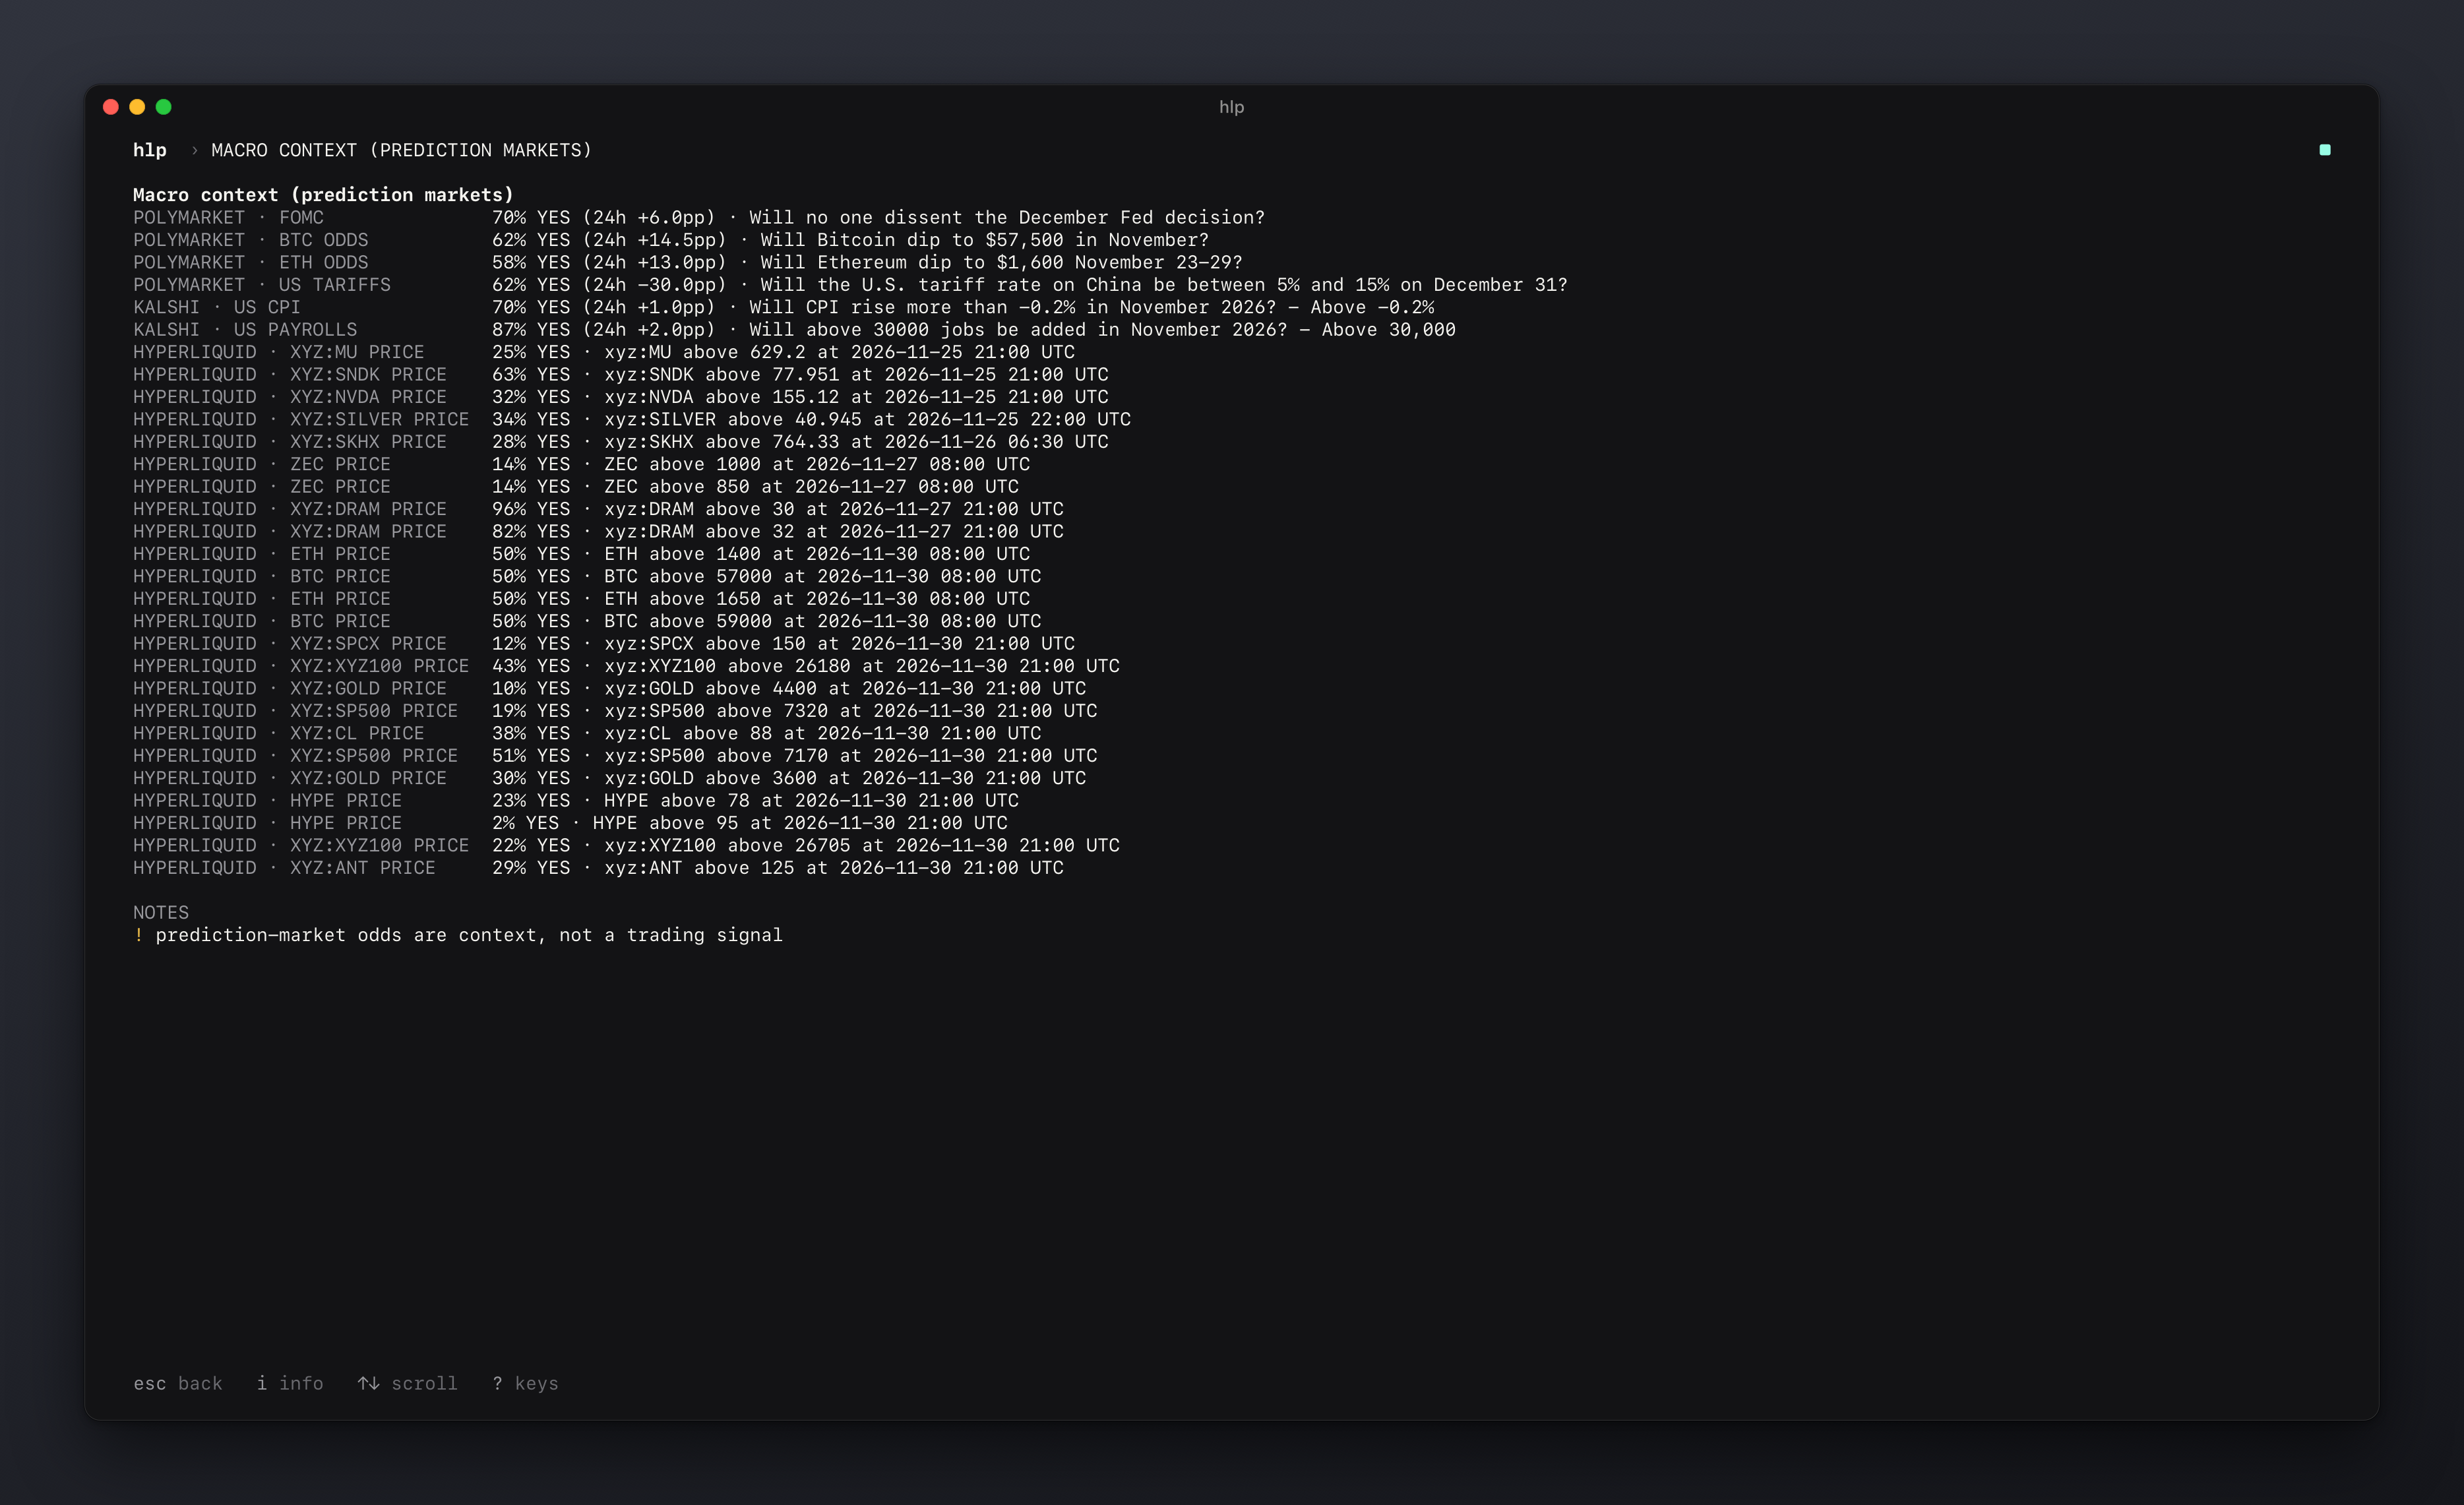 hlp
hlp › MACRO CONTEXT (PREDICTION MARKETS)
Macro context (prediction markets)
POLYMARKET · FOMC 70% YES (24h +6.0pp) · Will no one dissent the December Fed decision?
POLYMARKET · BTC ODDS 62% YES (24h +14.5pp) · Will Bitcoin dip to $57,500 in November?
POLYMARKET · ETH ODDS 58% YES (24h +13.0pp) · Will Ethereum dip to $1,600 November 23-29?
POLYMARKET · US TARIFFS 62% YES (24h -30.0pp) · Will the U.S. tariff rate on China be between 5% and 15% on December 31?
KALSHI · US CPI 70% YES (24h +1.0pp) · Will CPI rise more than -0.2% in November 2026? — Above -0.2%
KALSHI · US PAYROLLS 87% YES (24h +2.0pp) · Will above 30000 jobs be added in November 2026? — Above 30,000
HYPERLIQUID · XYZ:MU PRICE 25% YES · xyz:MU above 629.2 at 2026-11-25 21:00 UTC
HYPERLIQUID · XYZ:SNDK PRICE 63% YES · xyz:SNDK above 77.951 at 2026-11-25 21:00 UTC
HYPERLIQUID · XYZ:NVDA PRICE 32% YES · xyz:NVDA above 155.12 at 2026-11-25 21:00 UTC
HYPERLIQUID · XYZ:SILVER PRICE 34% YES · xyz:SILVER above 40.945 at 2026-11-25 22:00 UTC
HYPERLIQUID · XYZ:SKHX PRICE 28% YES · xyz:SKHX above 764.33 at 2026-11-26 06:30 UTC
HYPERLIQUID · ZEC PRICE 14% YES · ZEC above 1000 at 2026-11-27 08:00 UTC
HYPERLIQUID · ZEC PRICE 14% YES · ZEC above 850 at 2026-11-27 08:00 UTC
HYPERLIQUID · XYZ:DRAM PRICE 96% YES · xyz:DRAM above 30 at 2026-11-27 21:00 UTC
HYPERLIQUID · XYZ:DRAM PRICE 82% YES · xyz:DRAM above 32 at 2026-11-27 21:00 UTC
HYPERLIQUID · ETH PRICE 50% YES · ETH above 1400 at 2026-11-30 08:00 UTC
HYPERLIQUID · BTC PRICE 50% YES · BTC above 57000 at 2026-11-30 08:00 UTC
HYPERLIQUID · ETH PRICE 50% YES · ETH above 1650 at 2026-11-30 08:00 UTC
HYPERLIQUID · BTC PRICE 50% YES · BTC above 59000 at 2026-11-30 08:00 UTC
HYPERLIQUID · XYZ:SPCX PRICE 12% YES · xyz:SPCX above 150 at 2026-11-30 21:00 UTC
HYPERLIQUID · XYZ:XYZ100 PRICE 43% YES · xyz:XYZ100 above 26180 at 2026-11-30 21:00 UTC
HYPERLIQUID · XYZ:GOLD PRICE 10% YES · xyz:GOLD above 4400 at 2026-11-30 21:00 UTC
HYPERLIQUID · XYZ:SP500 PRICE 19% YES · xyz:SP500 above 7320 at 2026-11-30 21:00 UTC
HYPERLIQUID · XYZ:CL PRICE 38% YES · xyz:CL above 88 at 2026-11-30 21:00 UTC
HYPERLIQUID · XYZ:SP500 PRICE 51% YES · xyz:SP500 above 7170 at 2026-11-30 21:00 UTC
HYPERLIQUID · XYZ:GOLD PRICE 30% YES · xyz:GOLD above 3600 at 2026-11-30 21:00 UTC
HYPERLIQUID · HYPE PRICE 23% YES · HYPE above 78 at 2026-11-30 21:00 UTC
HYPERLIQUID · HYPE PRICE 2% YES · HYPE above 95 at 2026-11-30 21:00 UTC
HYPERLIQUID · XYZ:XYZ100 PRICE 22% YES · xyz:XYZ100 above 26705 at 2026-11-30 21:00 UTC
HYPERLIQUID · XYZ:ANT PRICE 29% YES · xyz:ANT above 125 at 2026-11-30 21:00 UTC
NOTES
! prediction-market odds are context, not a trading signal
esc back i info ↑↓ scroll ? keys